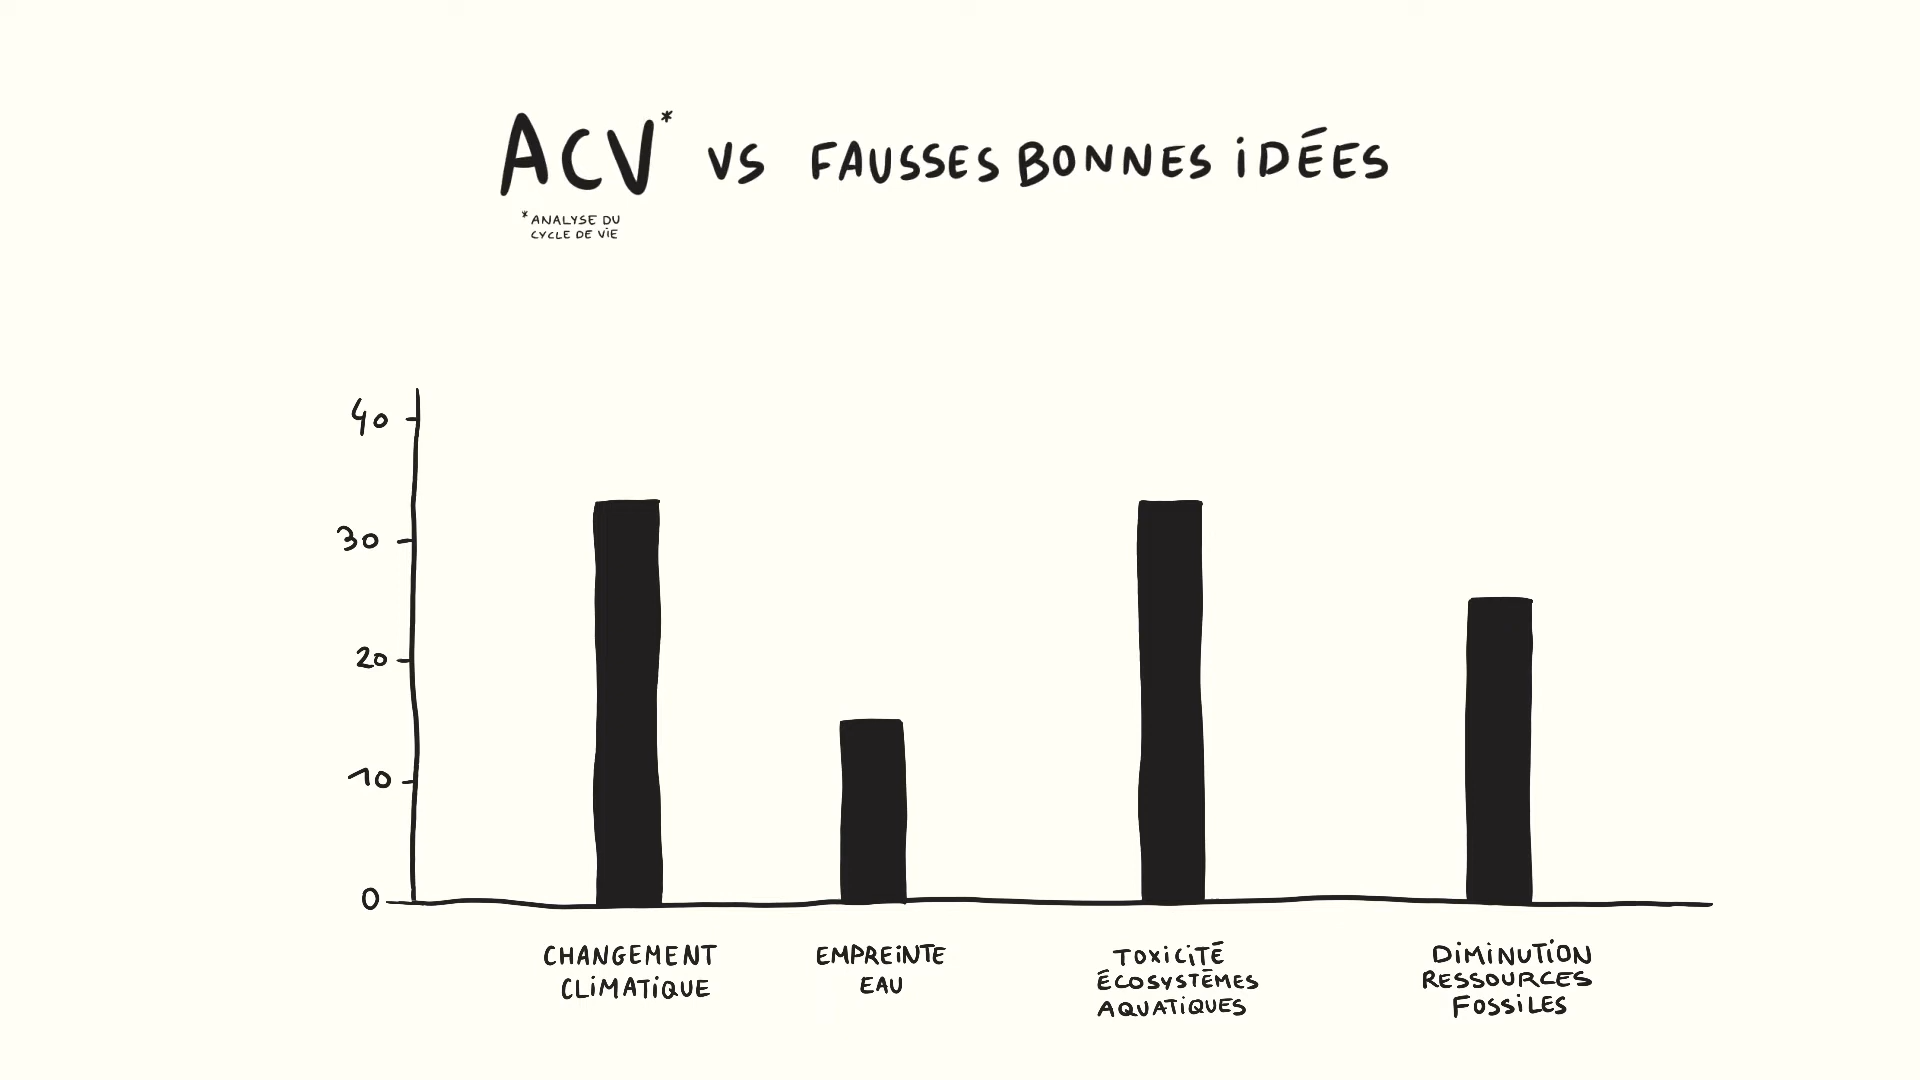 ACV* VS FAUSSES BONNES IDÉES
*ANALYSE DU
CYCLE DE VIE
40
30
20
10
0
CHANGEMENT
CLIMATIQUE
EMPREINTE
EAU
TOXICITÉ
ÉCOSYSTÈMES
AQUATIQUES
DIMINUTION
RESSOURCES
FOSSILES